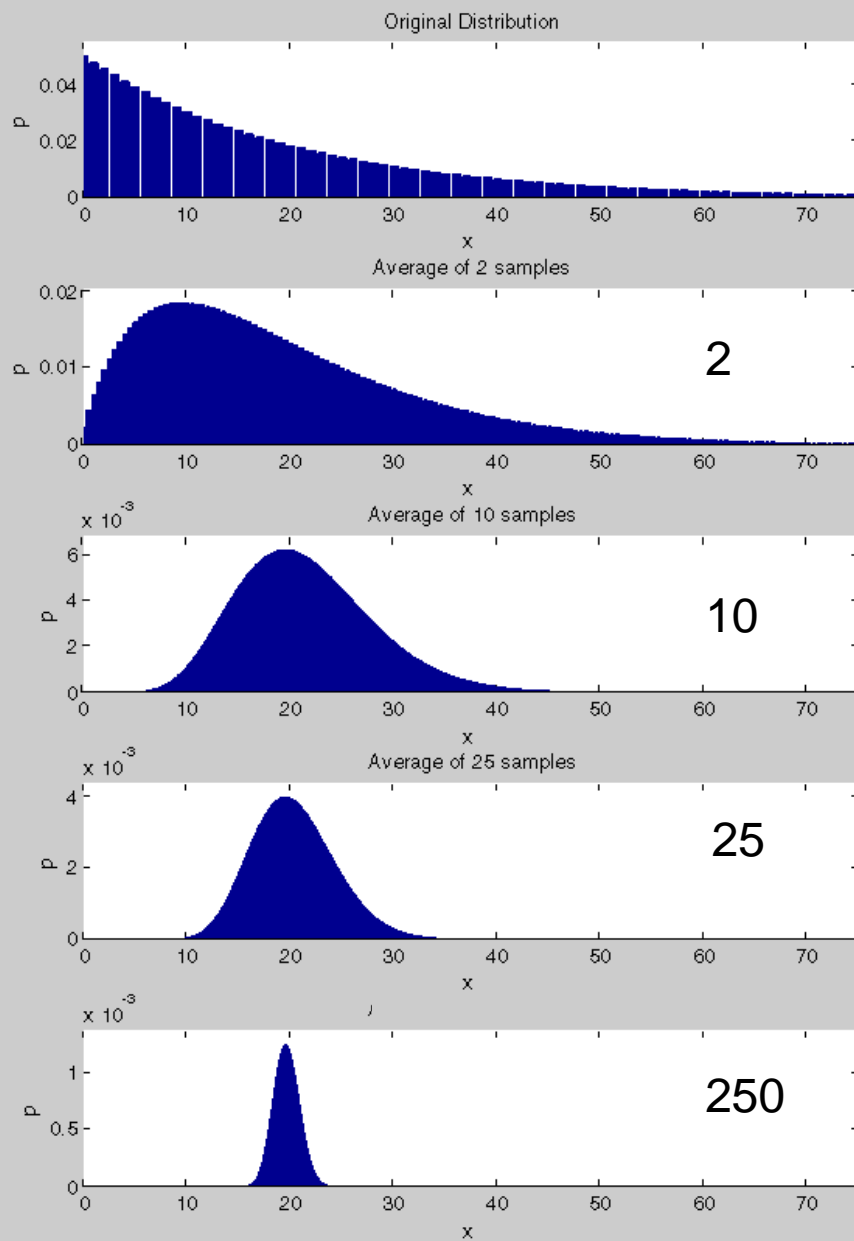 Original Distribution
0.04
0.02
0
p
0 10 20 30 40 50 60 70
x
Average of 2 samples
0.02
0.01
0
p
2
0 10 20 30 40 50 60 70
x
x 10^-3
Average of 10 samples
6
4
2
0
p
10
0 10 20 30 40 50 60 70
x
x 10^-3
Average of 25 samples
4
2
0
p
25
0 10 20 30 40 50 60 70
x
x 10^-3
1
0.5
0
p
250
0 10 20 30 40 50 60 70
x